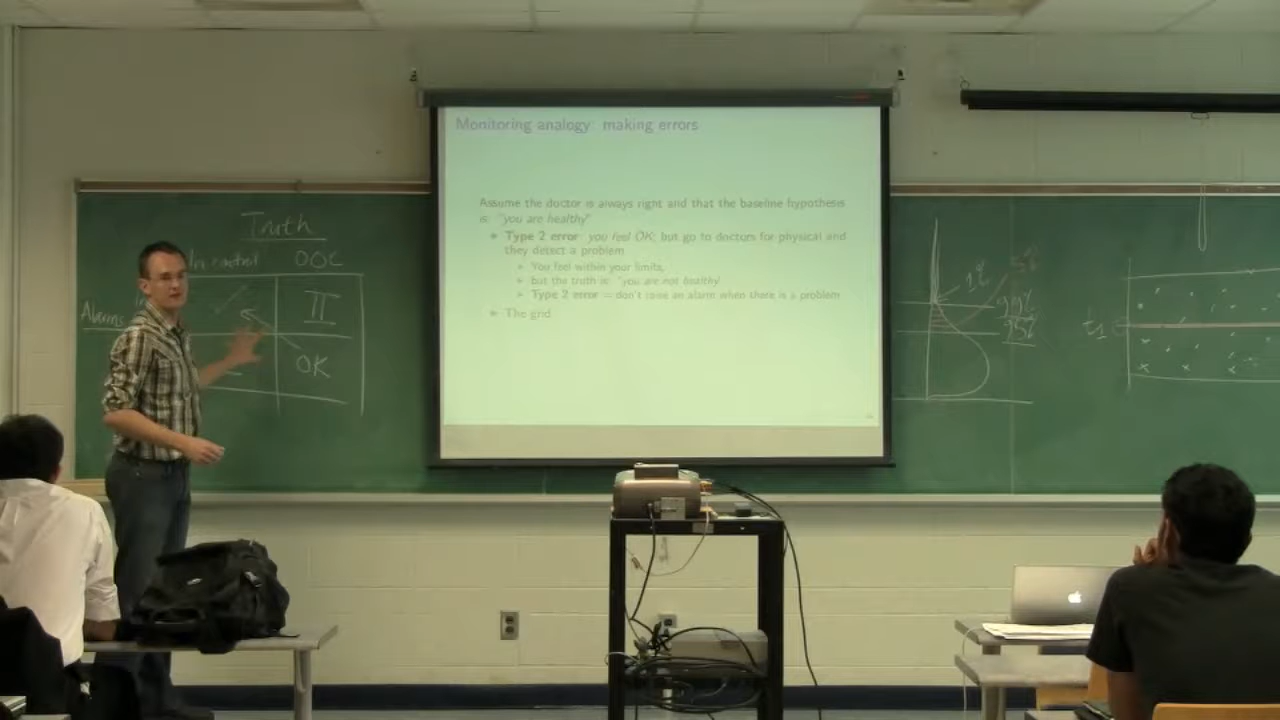 Monitoring analogy: making errors
Assume the doctor is always right and that the baseline hypothesis
is: "you are healthy"
Type 2 error: you feel OK; but go to doctors for physical and
they detect a problem
You feel within your limits,
but the truth is: "you are not healthy"
Type 2 error = don't raise an alarm when there is a problem
The grid
Truth
In control OOC
Alarms
II
OK
99%
95%